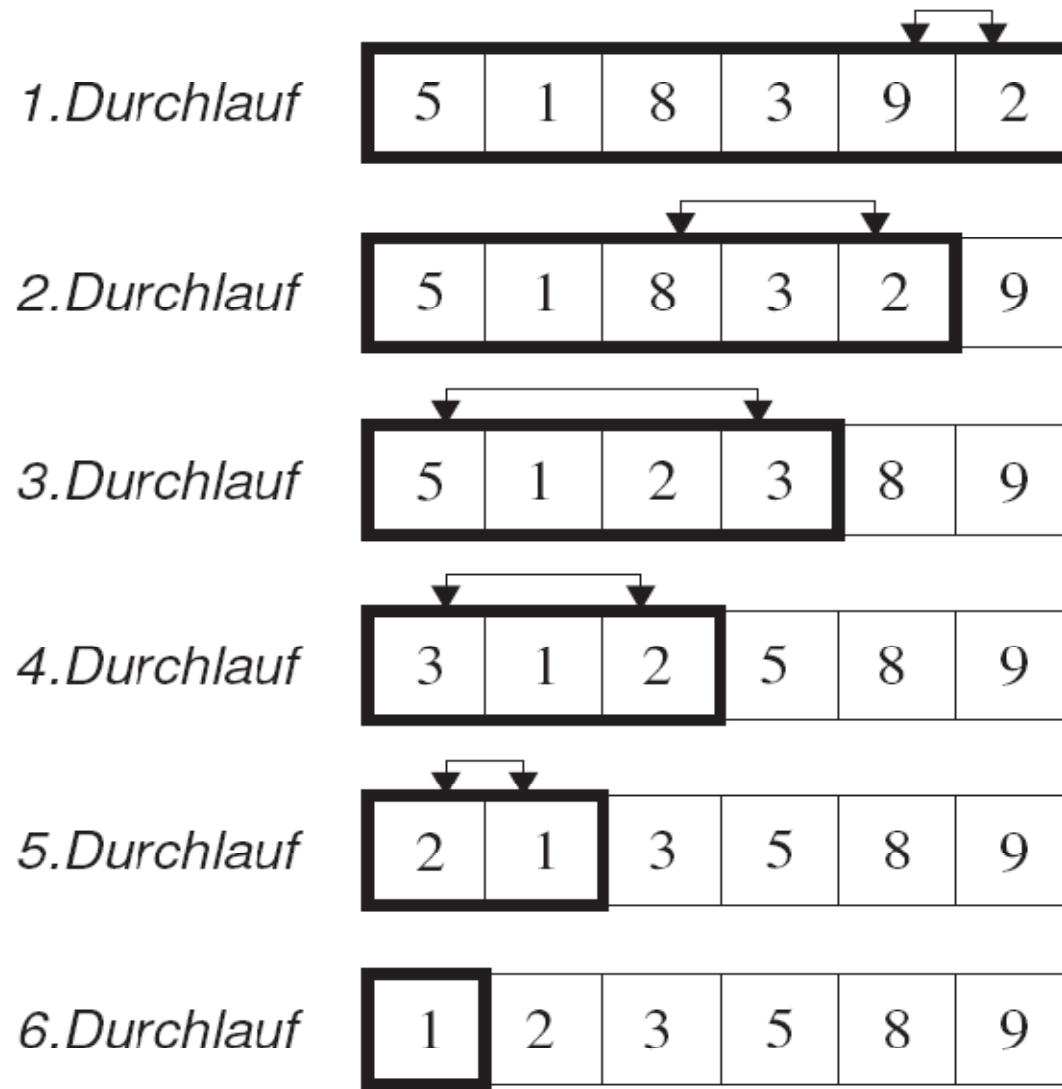 1.Durchlauf 5 1 8 3 9 2
2.Durchlauf 5 1 8 3 2 9
3.Durchlauf 5 1 2 3 8 9
4.Durchlauf 3 1 2 5 8 9
5.Durchlauf 2 1 3 5 8 9
6.Durchlauf 1 2 3 5 8 9